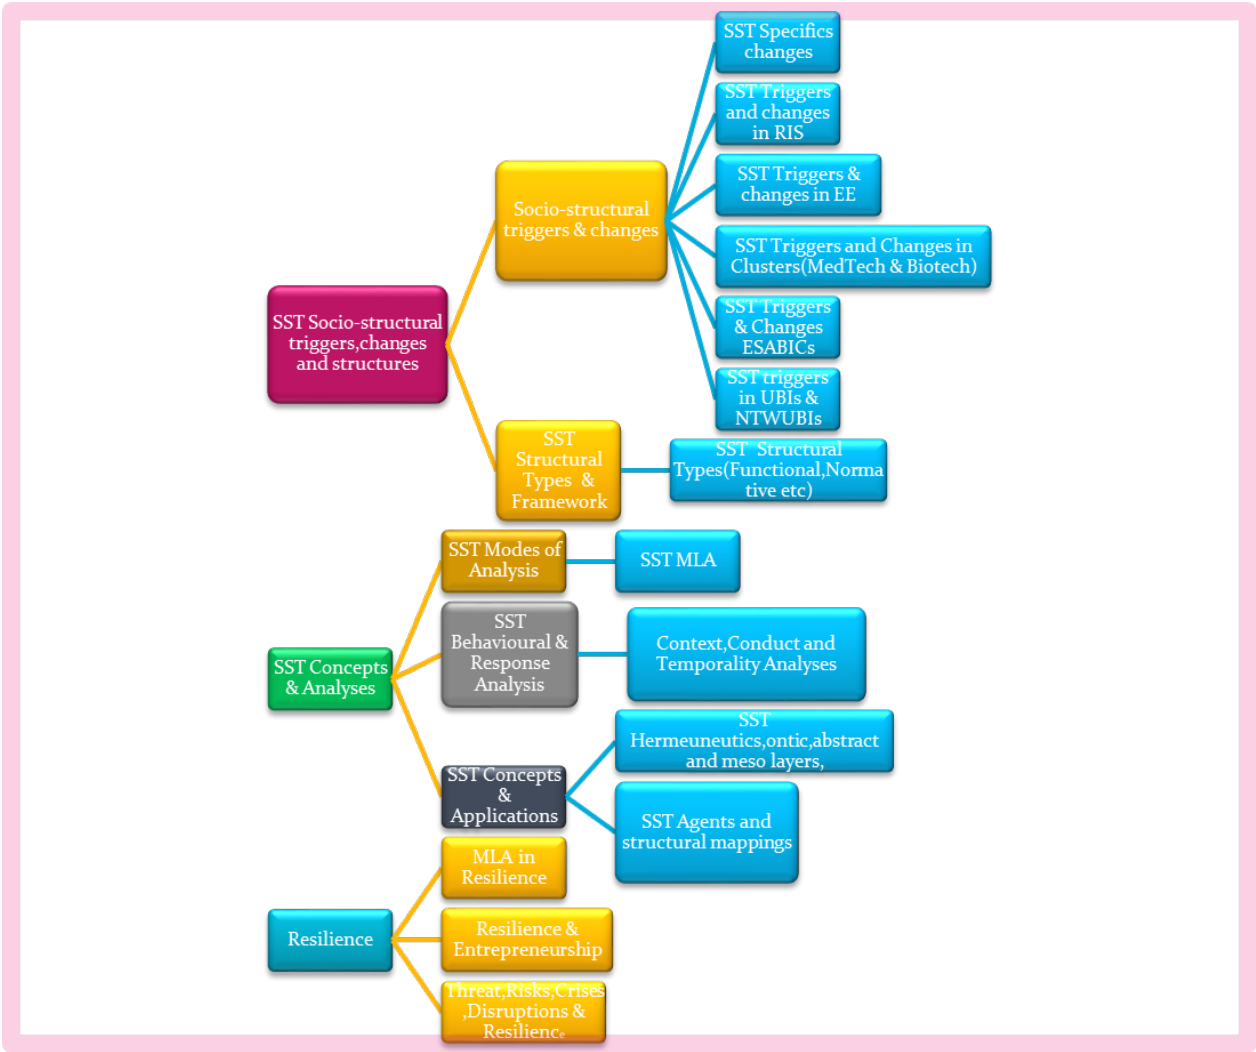 SST Specifics
changes
SST Triggers
and changes
in RIS
SST Triggers &
changes in EE
Socio-structural
triggers & changes
SST Triggers and Changes in
Clusters(MedTech & Biotech)
SST Triggers
& Changes
ESABICs
SST Socio-structural
triggers,changes
and structures
SST triggers
in UBIs &
NTWUBIs
SST
Structural
Types &
Framework
SST Structural
Types(Functional,Norma
tive etc)
SST Modes of
Analysis
SST MLA
SST
Behavioural &
Response
Analysis
Context,Conduct and
Temporality Analyses
SST Concepts
& Analyses
SST
Hermeuneutics,ontic,abstract
and meso layers,
SST Concepts
&
Applications
SST Agents and
structural mappings
MLA in
Resilience
Resilience
Resilience &
Entrepreneurship
Threat,Risks,Crises
,Disruptions &
Resilience